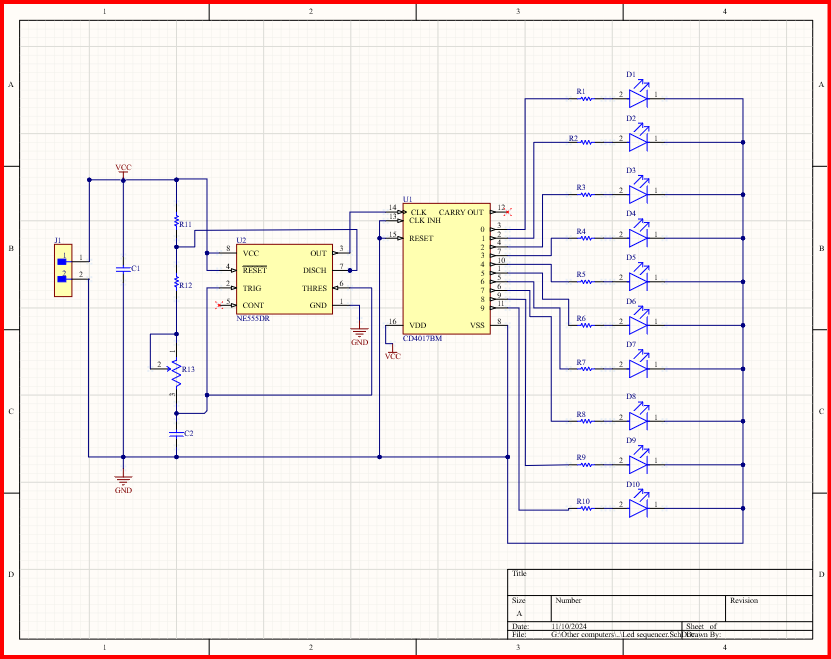 1 2 3 4
A A
D1
R1 2 1
D2
R2 2 1
VCC
D3
R3 2 1
U1
14 CLK CARRY OUT 12
13 CLK INH
D4
R11
0 3
15 RESET 1 2
R4 2 1
J1
U2
2 4
B B
1 1
8 VCC OUT 3
3 7
D5
C1
4 RESET DISCH 7
4 10
5 1
2 2
R12
2 TRIG THRES 6
6 5
R5 2 1
7 6
5 CONT GND 1
8 9
D6
9 11
NE555DR
16 VDD VSS 8
R6 2 1
CD4017BM
GND
D7
1
VCC
2 R13
R7 2 1
3
D8
C C
R8 2 1
C2
D9
R9 2 1
D10
GND
R10 2 1
D D
Title
Size Number Revision
A
Date: 11/10/2024 Sheet of
File: G:\Other computers\..\Led sequencer.SchDoc Drawn By:
1 2 3 4